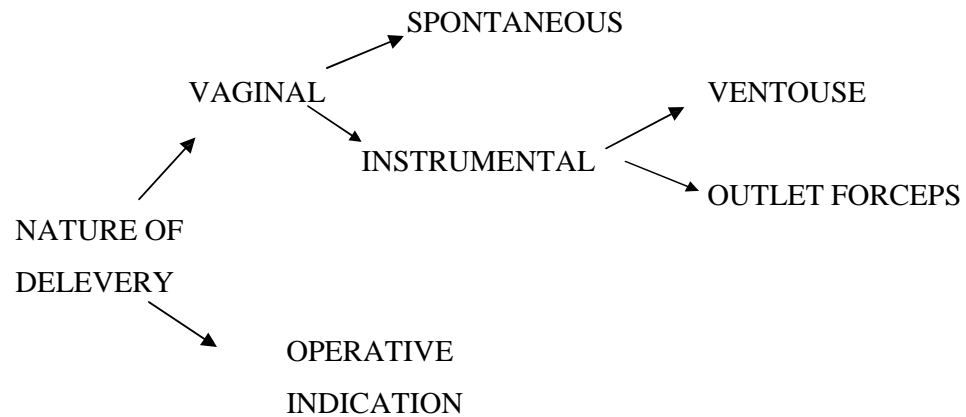 SPONTANEOUS
VAGINAL
VENTOUSE
INSTRUMENTAL
OUTLET FORCEPS
NATURE OF
DELEVERY
OPERATIVE
INDICATION